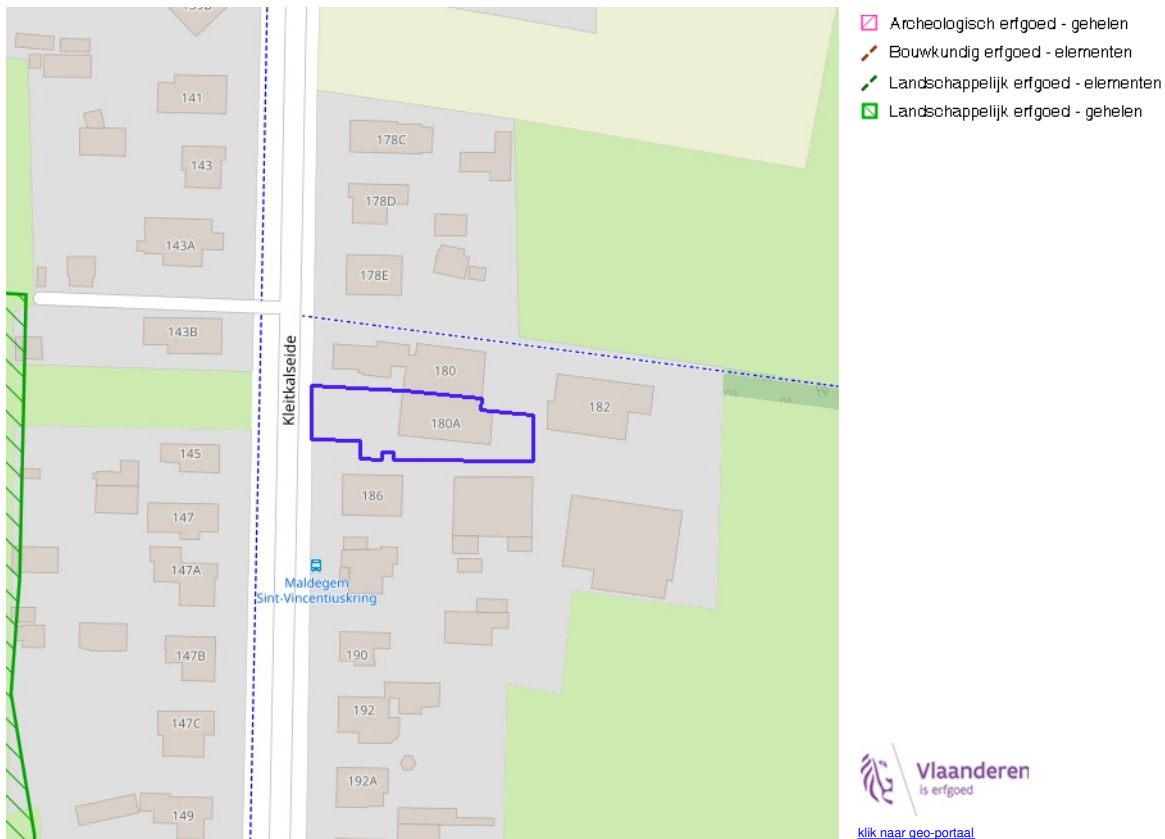 139B
141
143
143A
143B
145
147
147A
147B
147C
149
Kleitkalseide
178C
178D
178E
180
180A
182
186
Maldegem
Sint-Vincentiuskring
190
192
192A
Archeologisch erfgoed - gehelen
Bouwkundig erfgoed - elementen
Landschappelijk erfgoed - elementen
Landschappelijk erfgoed - gehelen
Vlaanderen
is erfgoed
klik naar geo-portaal